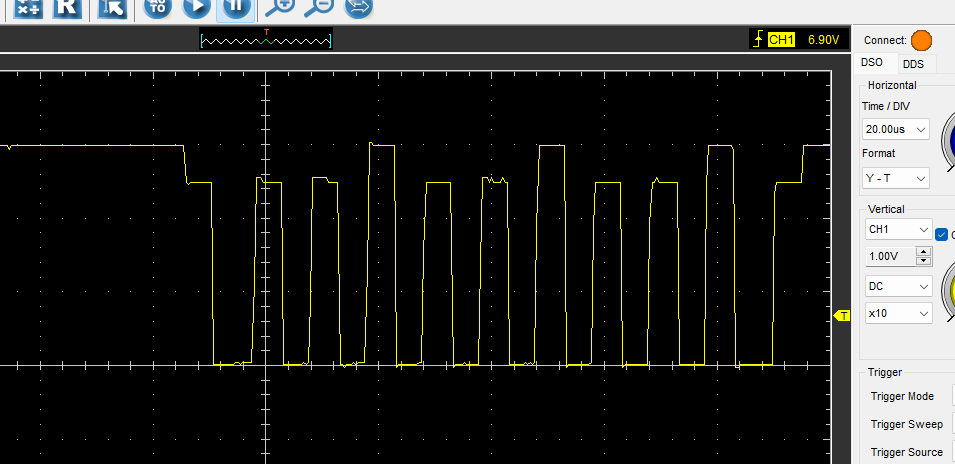 R
TO
T
CH1 6.90V
Connect:
DSO DDS
Horizontal
Time / DIV
20.00us
Format
Y - T
Vertical
CH1
1.00V
DC
x10
T
Trigger
Trigger Mode
Trigger Sweep
Trigger Source